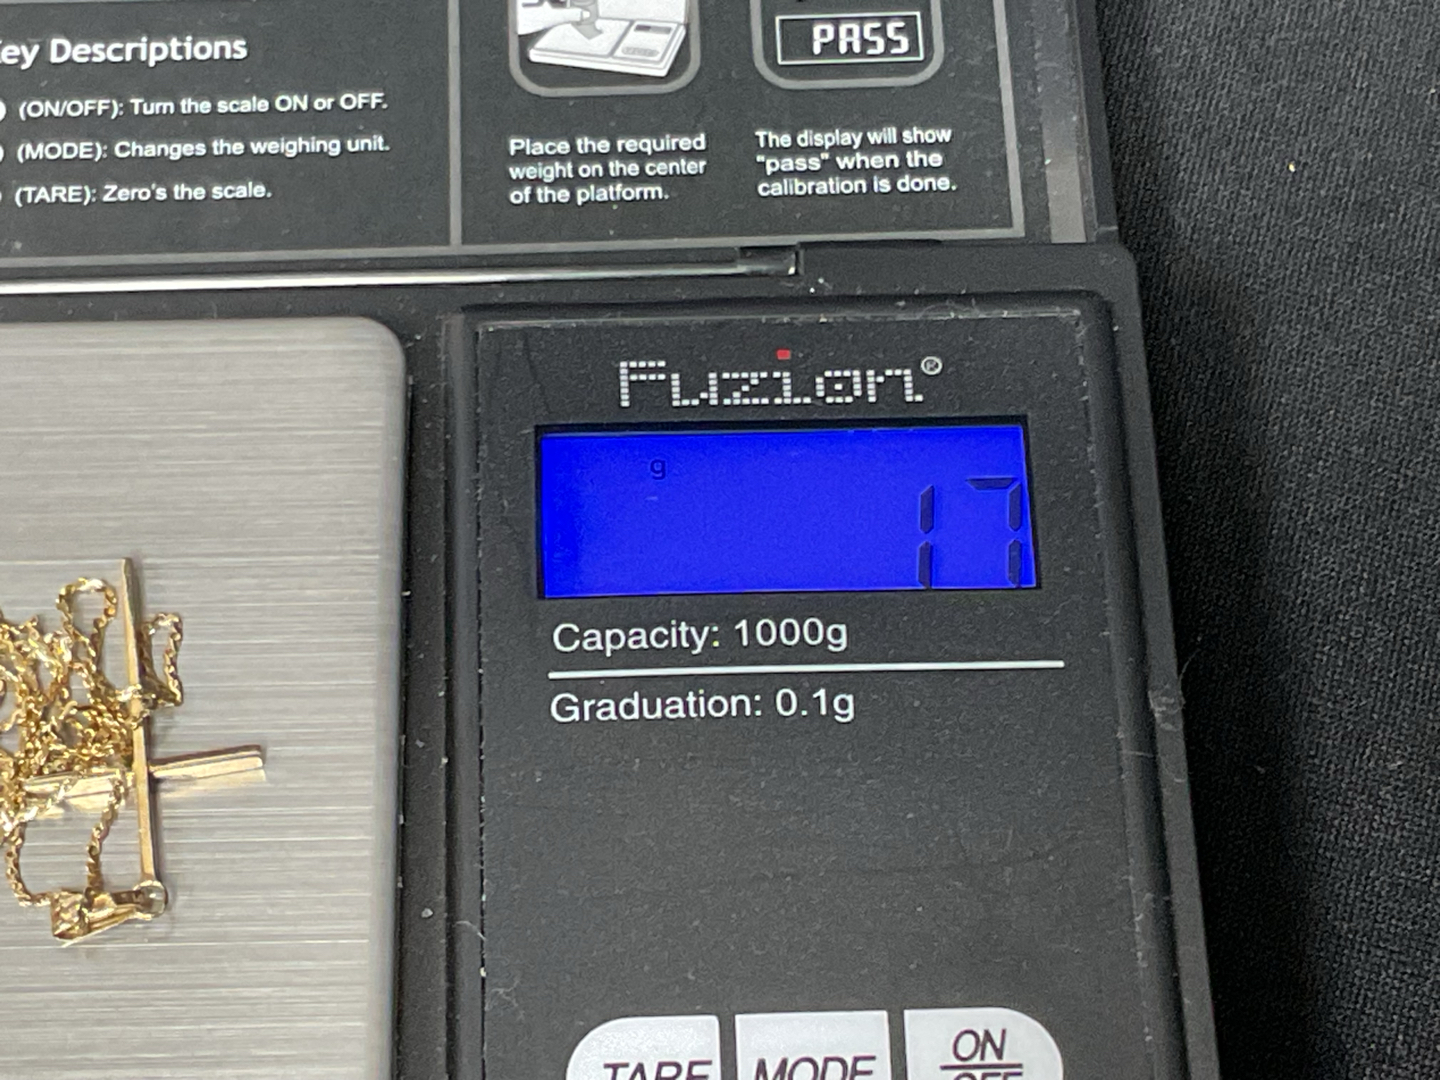 Key Descriptions
(ON/OFF): Turn the scale ON or OFF.
(MODE): Changes the weighing unit.
(TARE): Zero's the scale.
Place the required
weight on the center
of the platform.
PASS
The display will show
"pass" when the
calibration is done.
Fuzion®
g
17
Capacity: 1000g
Graduation: 0.1g
TARE
MODE
ON
OFF